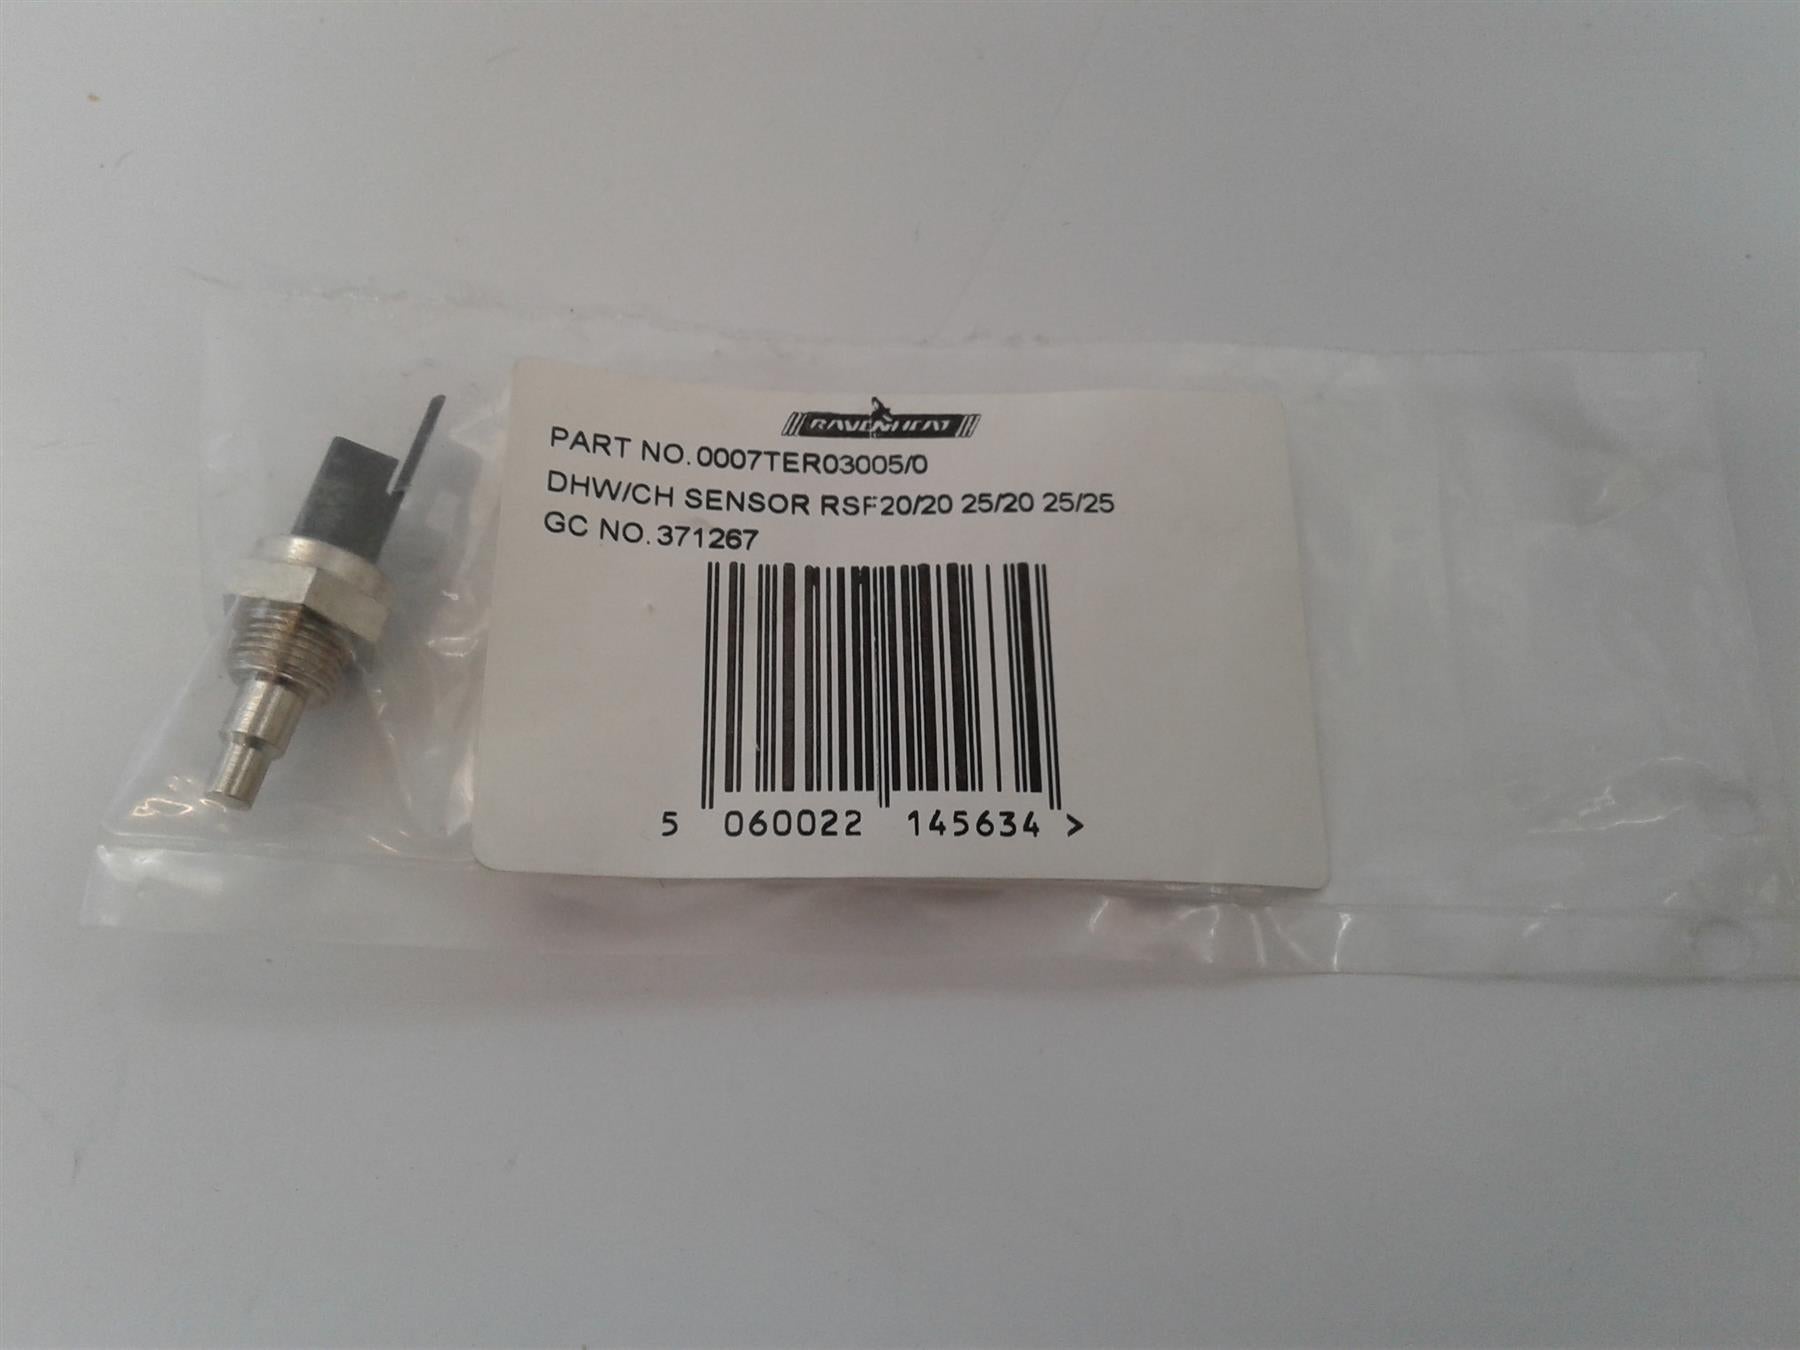 RAVENHEAT
PART NO. 0007TER03005/0
DHW/CH SENSOR RSF20/20 25/20 25/25
GC NO. 371267
5 060022 145634 >